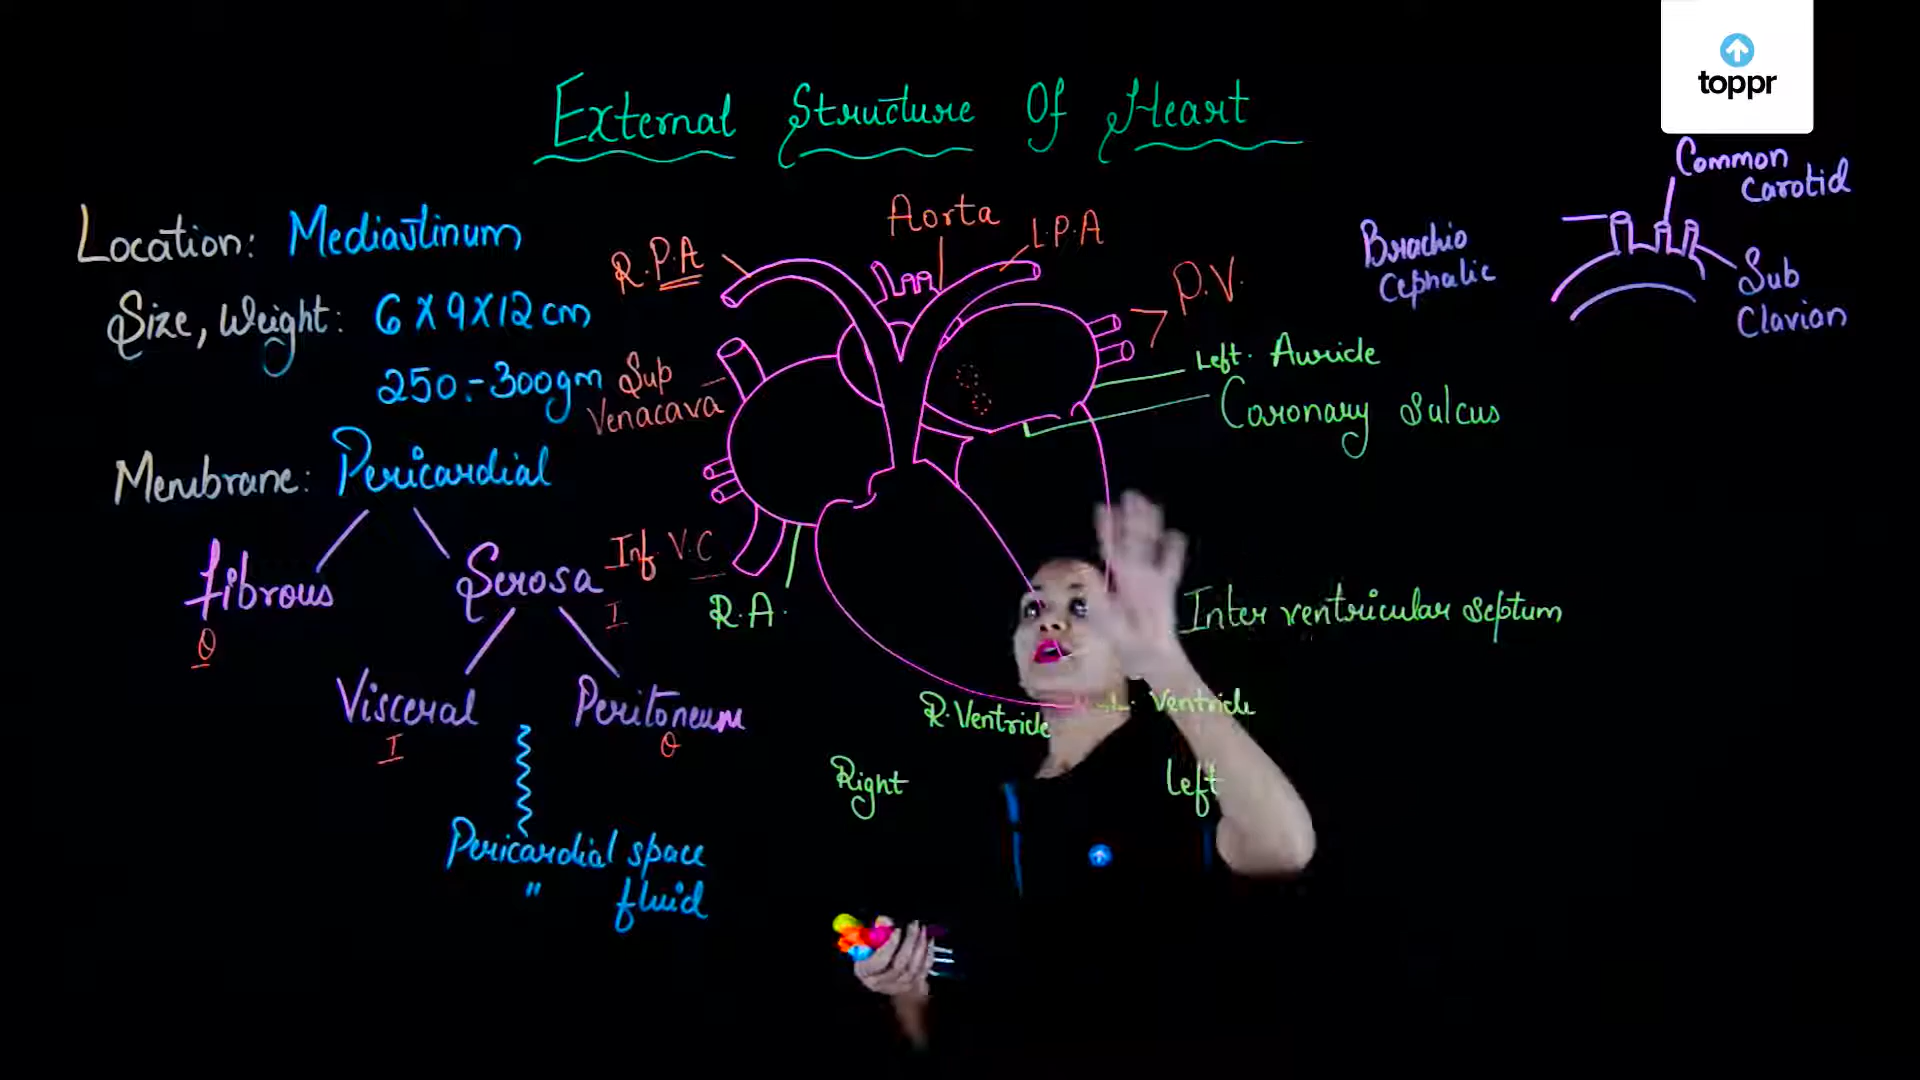 toppr
External Structure Of Heart
Location: Mediastinum
Size, Weight: 6 X 9 X 12 cm
250-300gm
Membrane: Pericardial
fibrous
O
Serosa
I
Visceral
I
Peritoneum
O
Pericardial space
" fluid
R.P.A
Aorta
L.P.A
P.V.
Sup
Venacava
Left. Auricle
Coronary Sulcus
Inf V.C
R.A.
Inter ventricular Septum
R.Ventricle
L. Ventricle
Right
Left
Common
Carotid
Brachio
Cephalic
Sub
Clavian